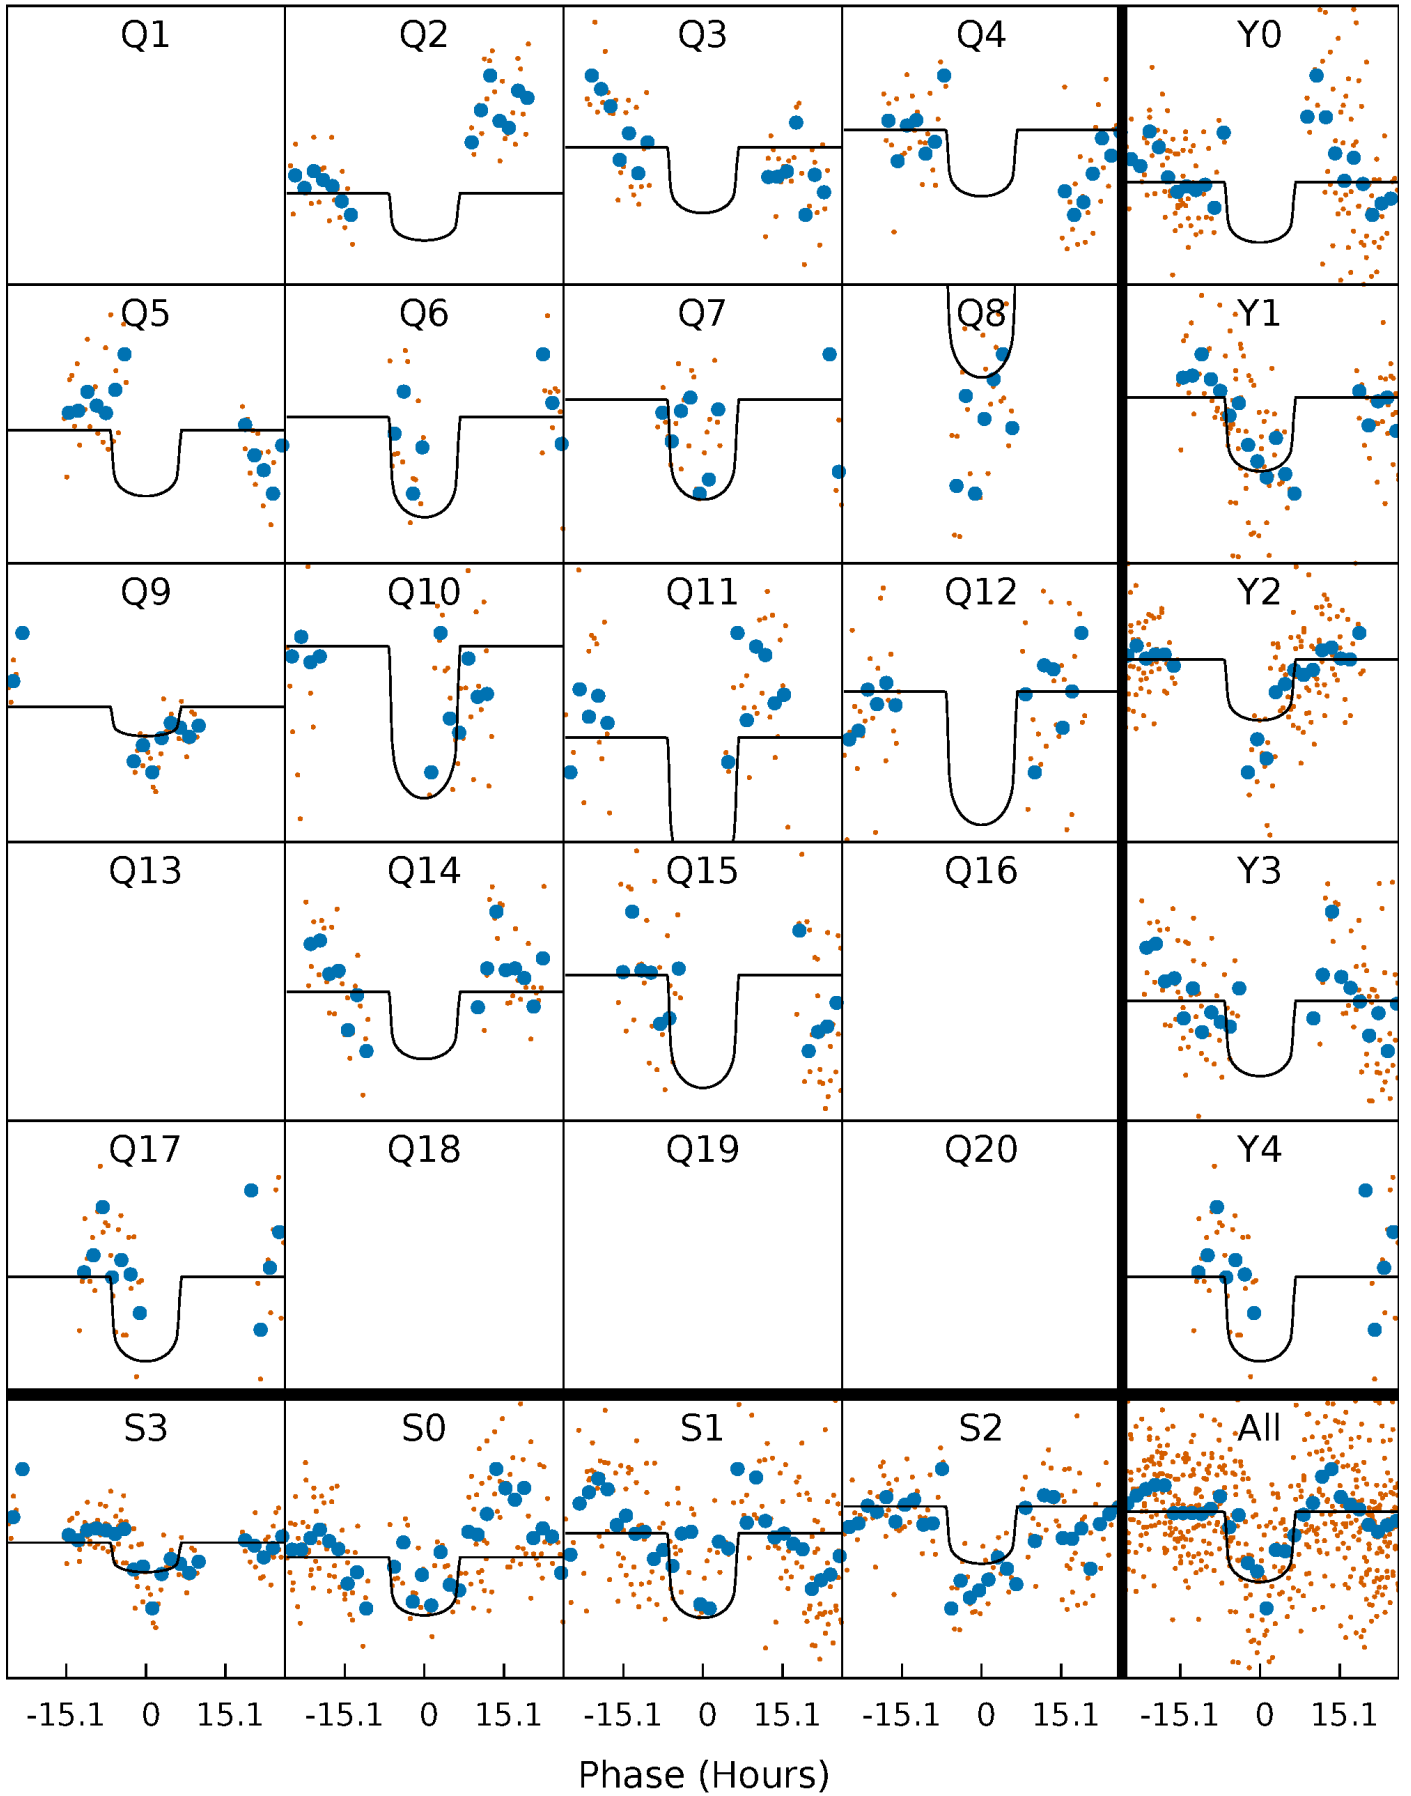 Q1 Q2 Q3 Q4 Y0
Q5 Q6 Q7 Q8 Y1
Q9 Q10 Q11 Q12 Y2
Q13 Q14 Q15 Q16 Y3
Q17 Q18 Q19 Q20 Y4
S3 S0 S1 S2 All
-15.1 0 15.1 -15.1 0 15.1 -15.1 0 15.1 -15.1 0 15.1 -15.1 0 15.1
Phase (Hours)